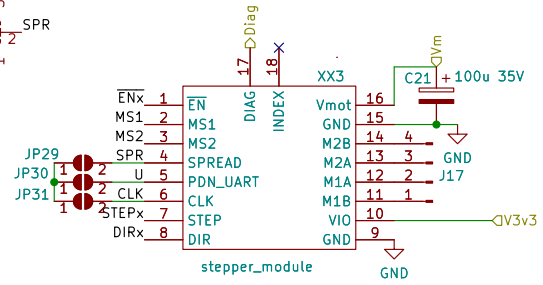 SPR
2
1
Diag
17
18
XX3
Vm
C21
+
100u 35V
ENx
1
EN
DIAG
INDEX
Vmot
16
MS1
2
MS1
GND
15
MS2
3
MS2
M2B
14
4
GND
JP29
1
2
SPR
4
SPREAD
M2A
13
3
JP30
1
2
U
5
PDN_UART
M1A
12
2
J17
JP31
1
2
CLK
6
CLK
M1B
11
1
STEPx
7
STEP
VIO
10
V3v3
DIRx
8
DIR
GND
9
stepper_module
GND